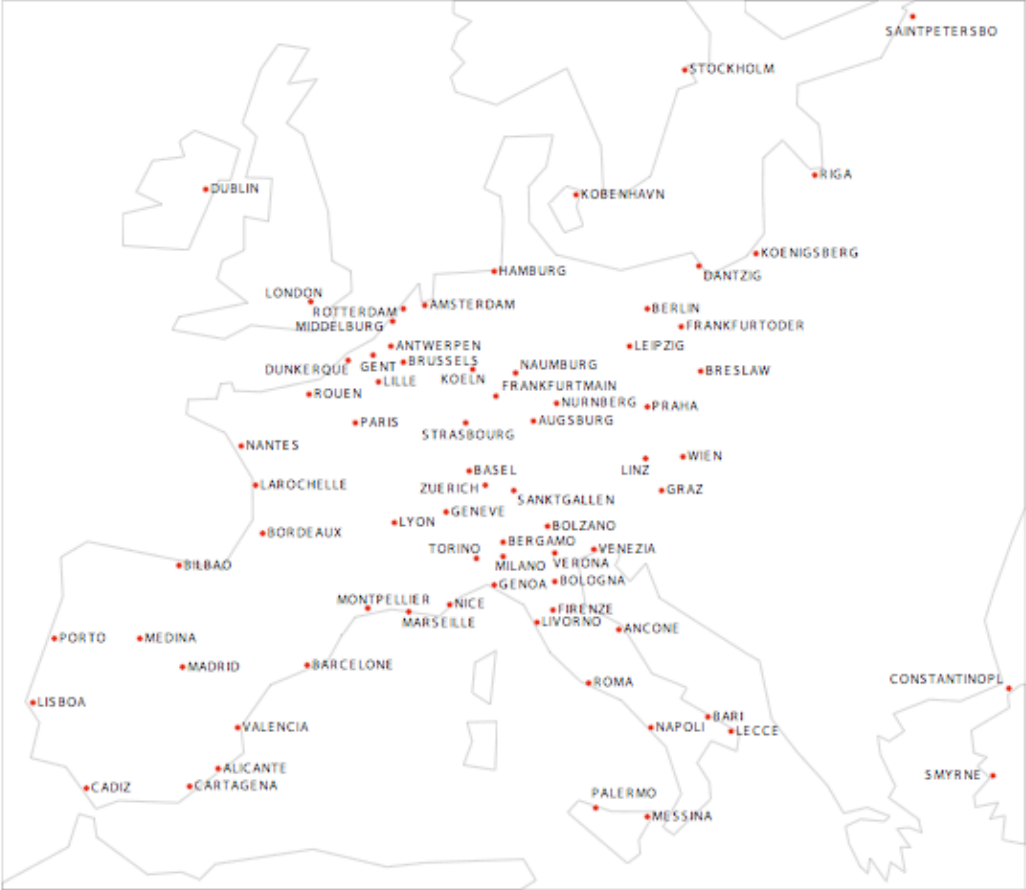 SAINTPETERSBO
STOCKHOLM
RIGA
DUBLIN
KOBENHAVN
KOENIGSBERG
HAMBURG
DANTZIG
LONDON
ROTTERDAM
AMSTERDAM
BERLIN
MIDDELBURG
FRANKFURTODER
ANTWERPEN
LEIPZIG
DUNKERQUE
GENT
BRUSSELS
NAUMBURG
BRESLAW
LILLE
KOELN
FRANKFURTMAIN
ROUEN
NURNBERG
PRAHA
PARIS
STRASBOURG
AUGSBURG
NANTES
WIEN
BASEL
LINZ
LAROCHELLE
ZUERICH
SANKTGALLEN
GRAZ
GENEVE
LYON
BORDEAUX
BOLZANO
BERGAMO
TORINO
VENEZIA
BILBAO
MILANO
VERONA
GENOA
BOLOGNA
MONTPELLIER
NICE
FIRENZE
MARSEILLE
LIVORNO
ANCONE
PORTO
MEDINA
MADRID
BARCELONE
CONSTANTINOPL
ROMA
LISBOA
BARI
VALENCIA
NAPOLI
LECCE
ALICANTE
SMYRNE
CADIZ
CARTAGENA
PALERMO
MESSINA